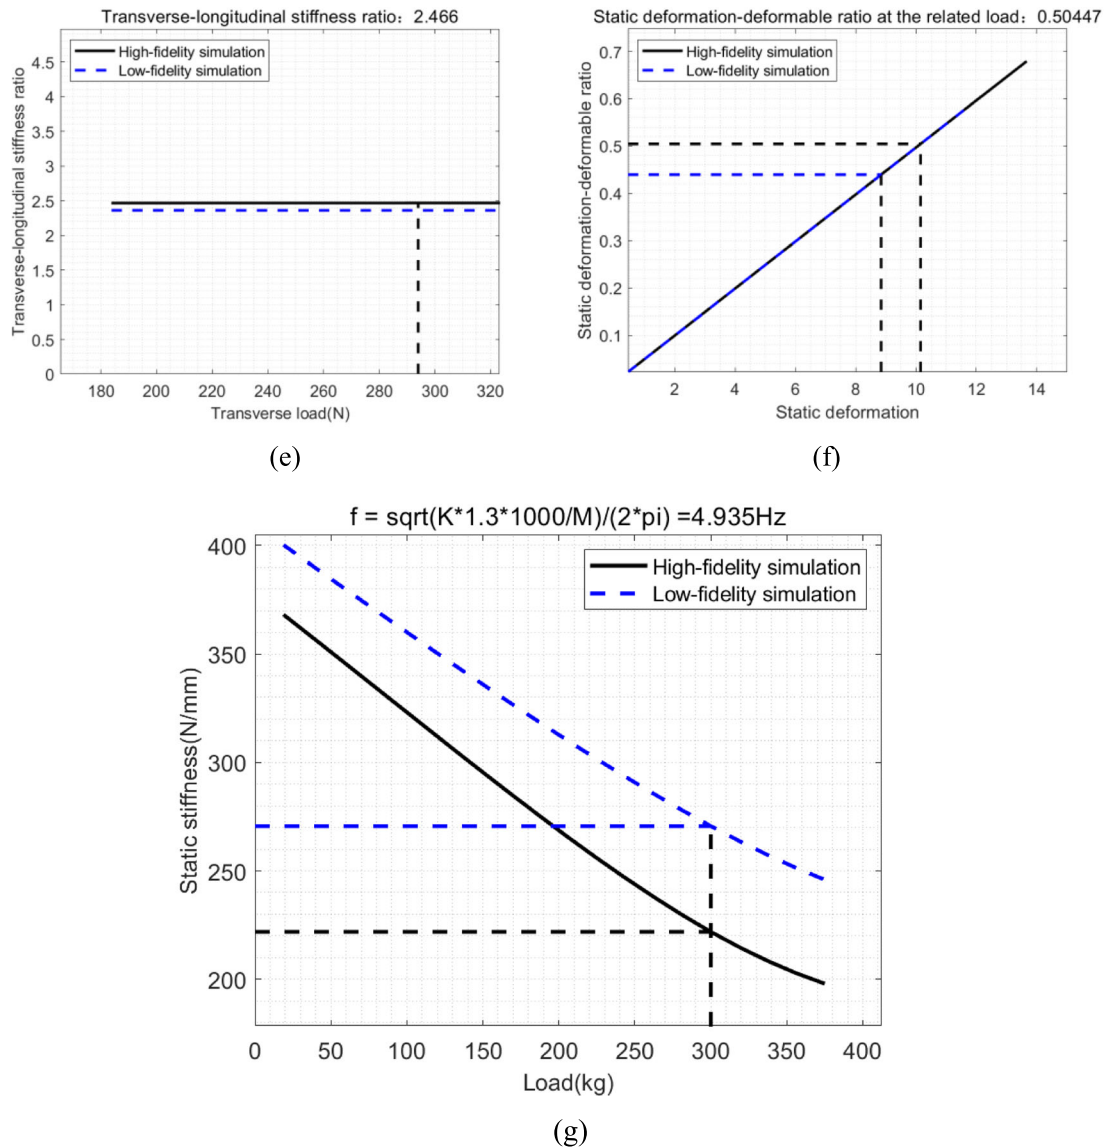 Transverse-longitudinal stiffness ratio：2.466
High-fidelity simulation
Low-fidelity simulation
Transverse-longitudinal stiffness ratio
4.5
4
3.5
3
2.5
2
1.5
1
0.5
0
180 200 220 240 260 280 300 320
Transverse load(N)
(e)
Static deformation-deformable ratio at the related load：0.50447
High-fidelity simulation
Low-fidelity simulation
Static deformation-deformable ratio
0.7
0.6
0.5
0.4
0.3
0.2
0.1
2 4 6 8 10 12 14
Static deformation
(f)
f = sqrt(K*1.3*1000/M)/(2*pi) =4.935Hz
High-fidelity simulation
Low-fidelity simulation
Static stiffness(N/mm)
400
350
300
250
200
0 50 100 150 200 250 300 350 400
Load(kg)
(g)